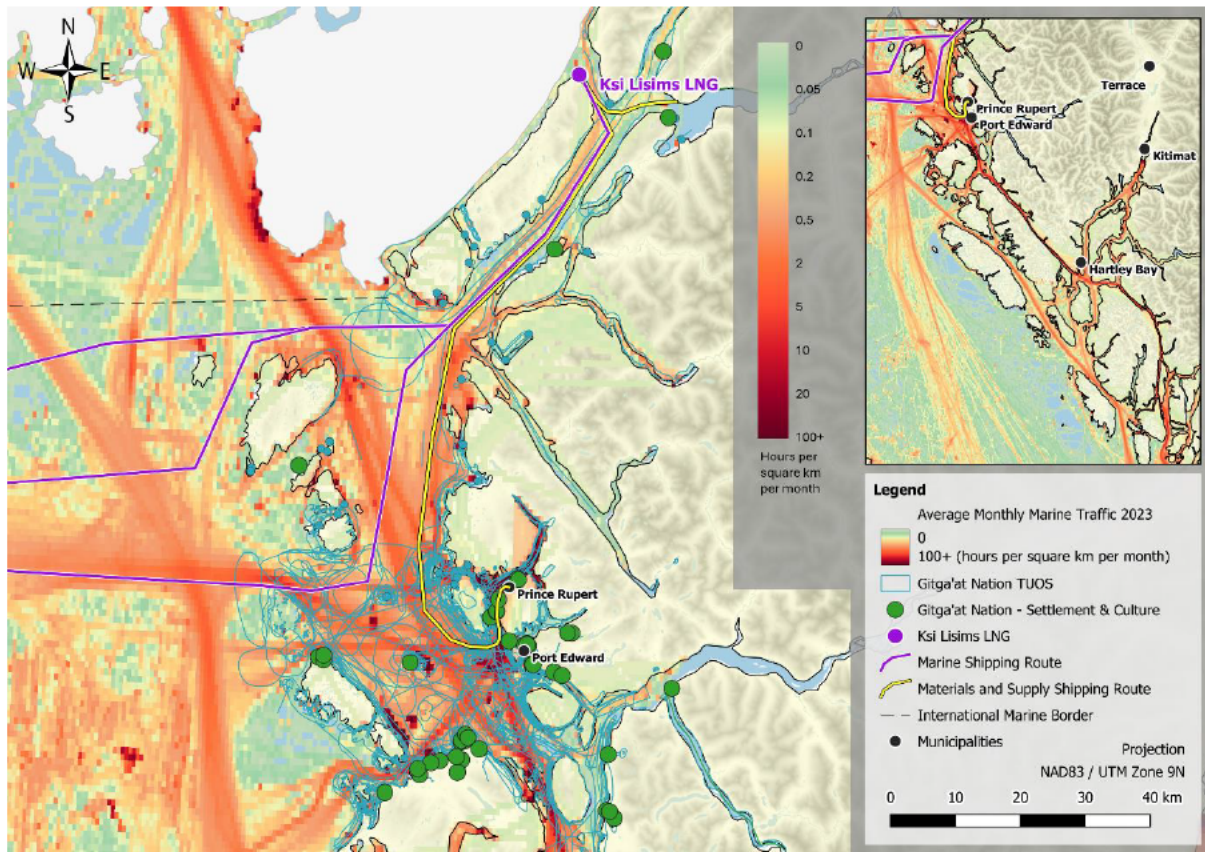 N
W E
S
Ksi Lisims LNG
Prince Rupert
Port Edward
0
0.05
0.1
0.2
0.5
2
5
10
20
100+
Hours per
square km
per month
Terrace
Prince Rupert
Port Edward
Kitimat
Hartley Bay
Legend
Average Monthly Marine Traffic 2023
0
100+ (hours per square km per month)
Gitga'at Nation TUOS
Gitga'at Nation - Settlement & Culture
Ksi Lisims LNG
Marine Shipping Route
Materials and Supply Shipping Route
International Marine Border
Municipalities
Projection
NAD83 / UTM Zone 9N
0 10 20 30 40 km